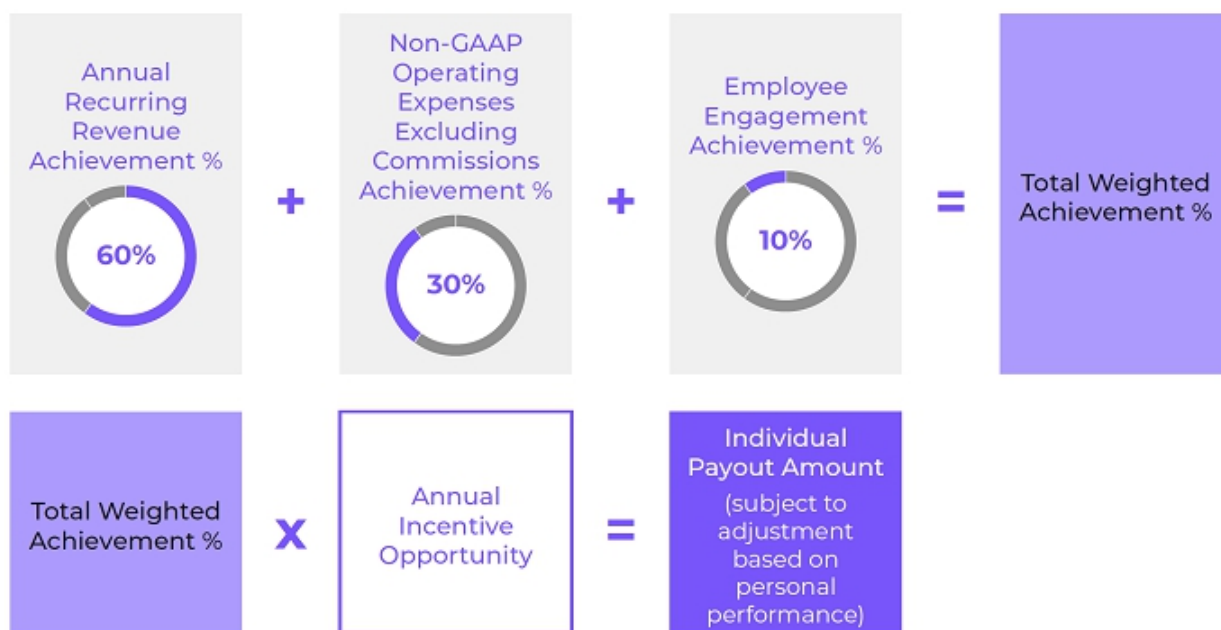 Annual
Recurring
Revenue
Achievement %
60%
+
Non-GAAP
Operating
Expenses
Excluding
Commissions
Achievement %
30%
+
Employee
Engagement
Achievement %
10%
=
Total Weighted
Achievement %
Total Weighted
Achievement %
x
Annual
Incentive
Opportunity
=
Individual
Payout Amount
(subject to
adjustment
based on
personal
performance)